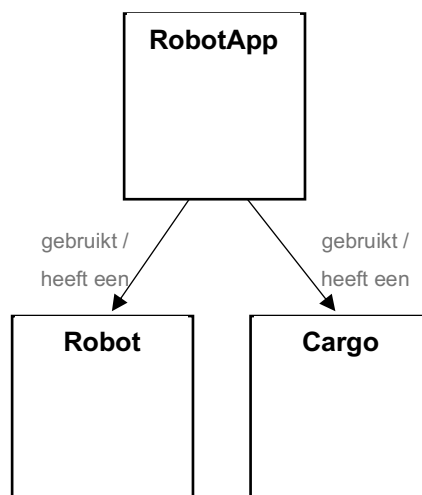 RobotApp
gebruikt /
heeft een
gebruikt /
heeft een
Robot
Cargo